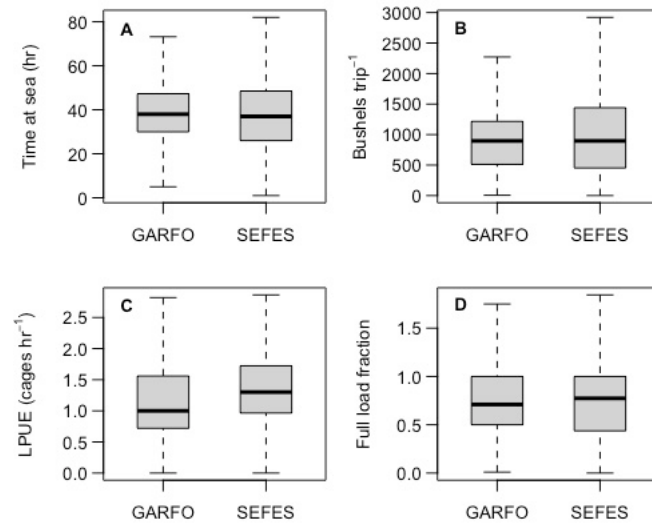 A
Time at sea (hr)
80
60
40
20
0
GARFO SEFES
B
Bushels trip⁻¹
3000
2500
2000
1500
1000
500
0
GARFO SEFES
C
LPUE (cages hr⁻¹)
2.5
2.0
1.5
1.0
0.5
0.0
GARFO SEFES
D
Full load fraction
1.5
1.0
0.5
0.0
GARFO SEFES